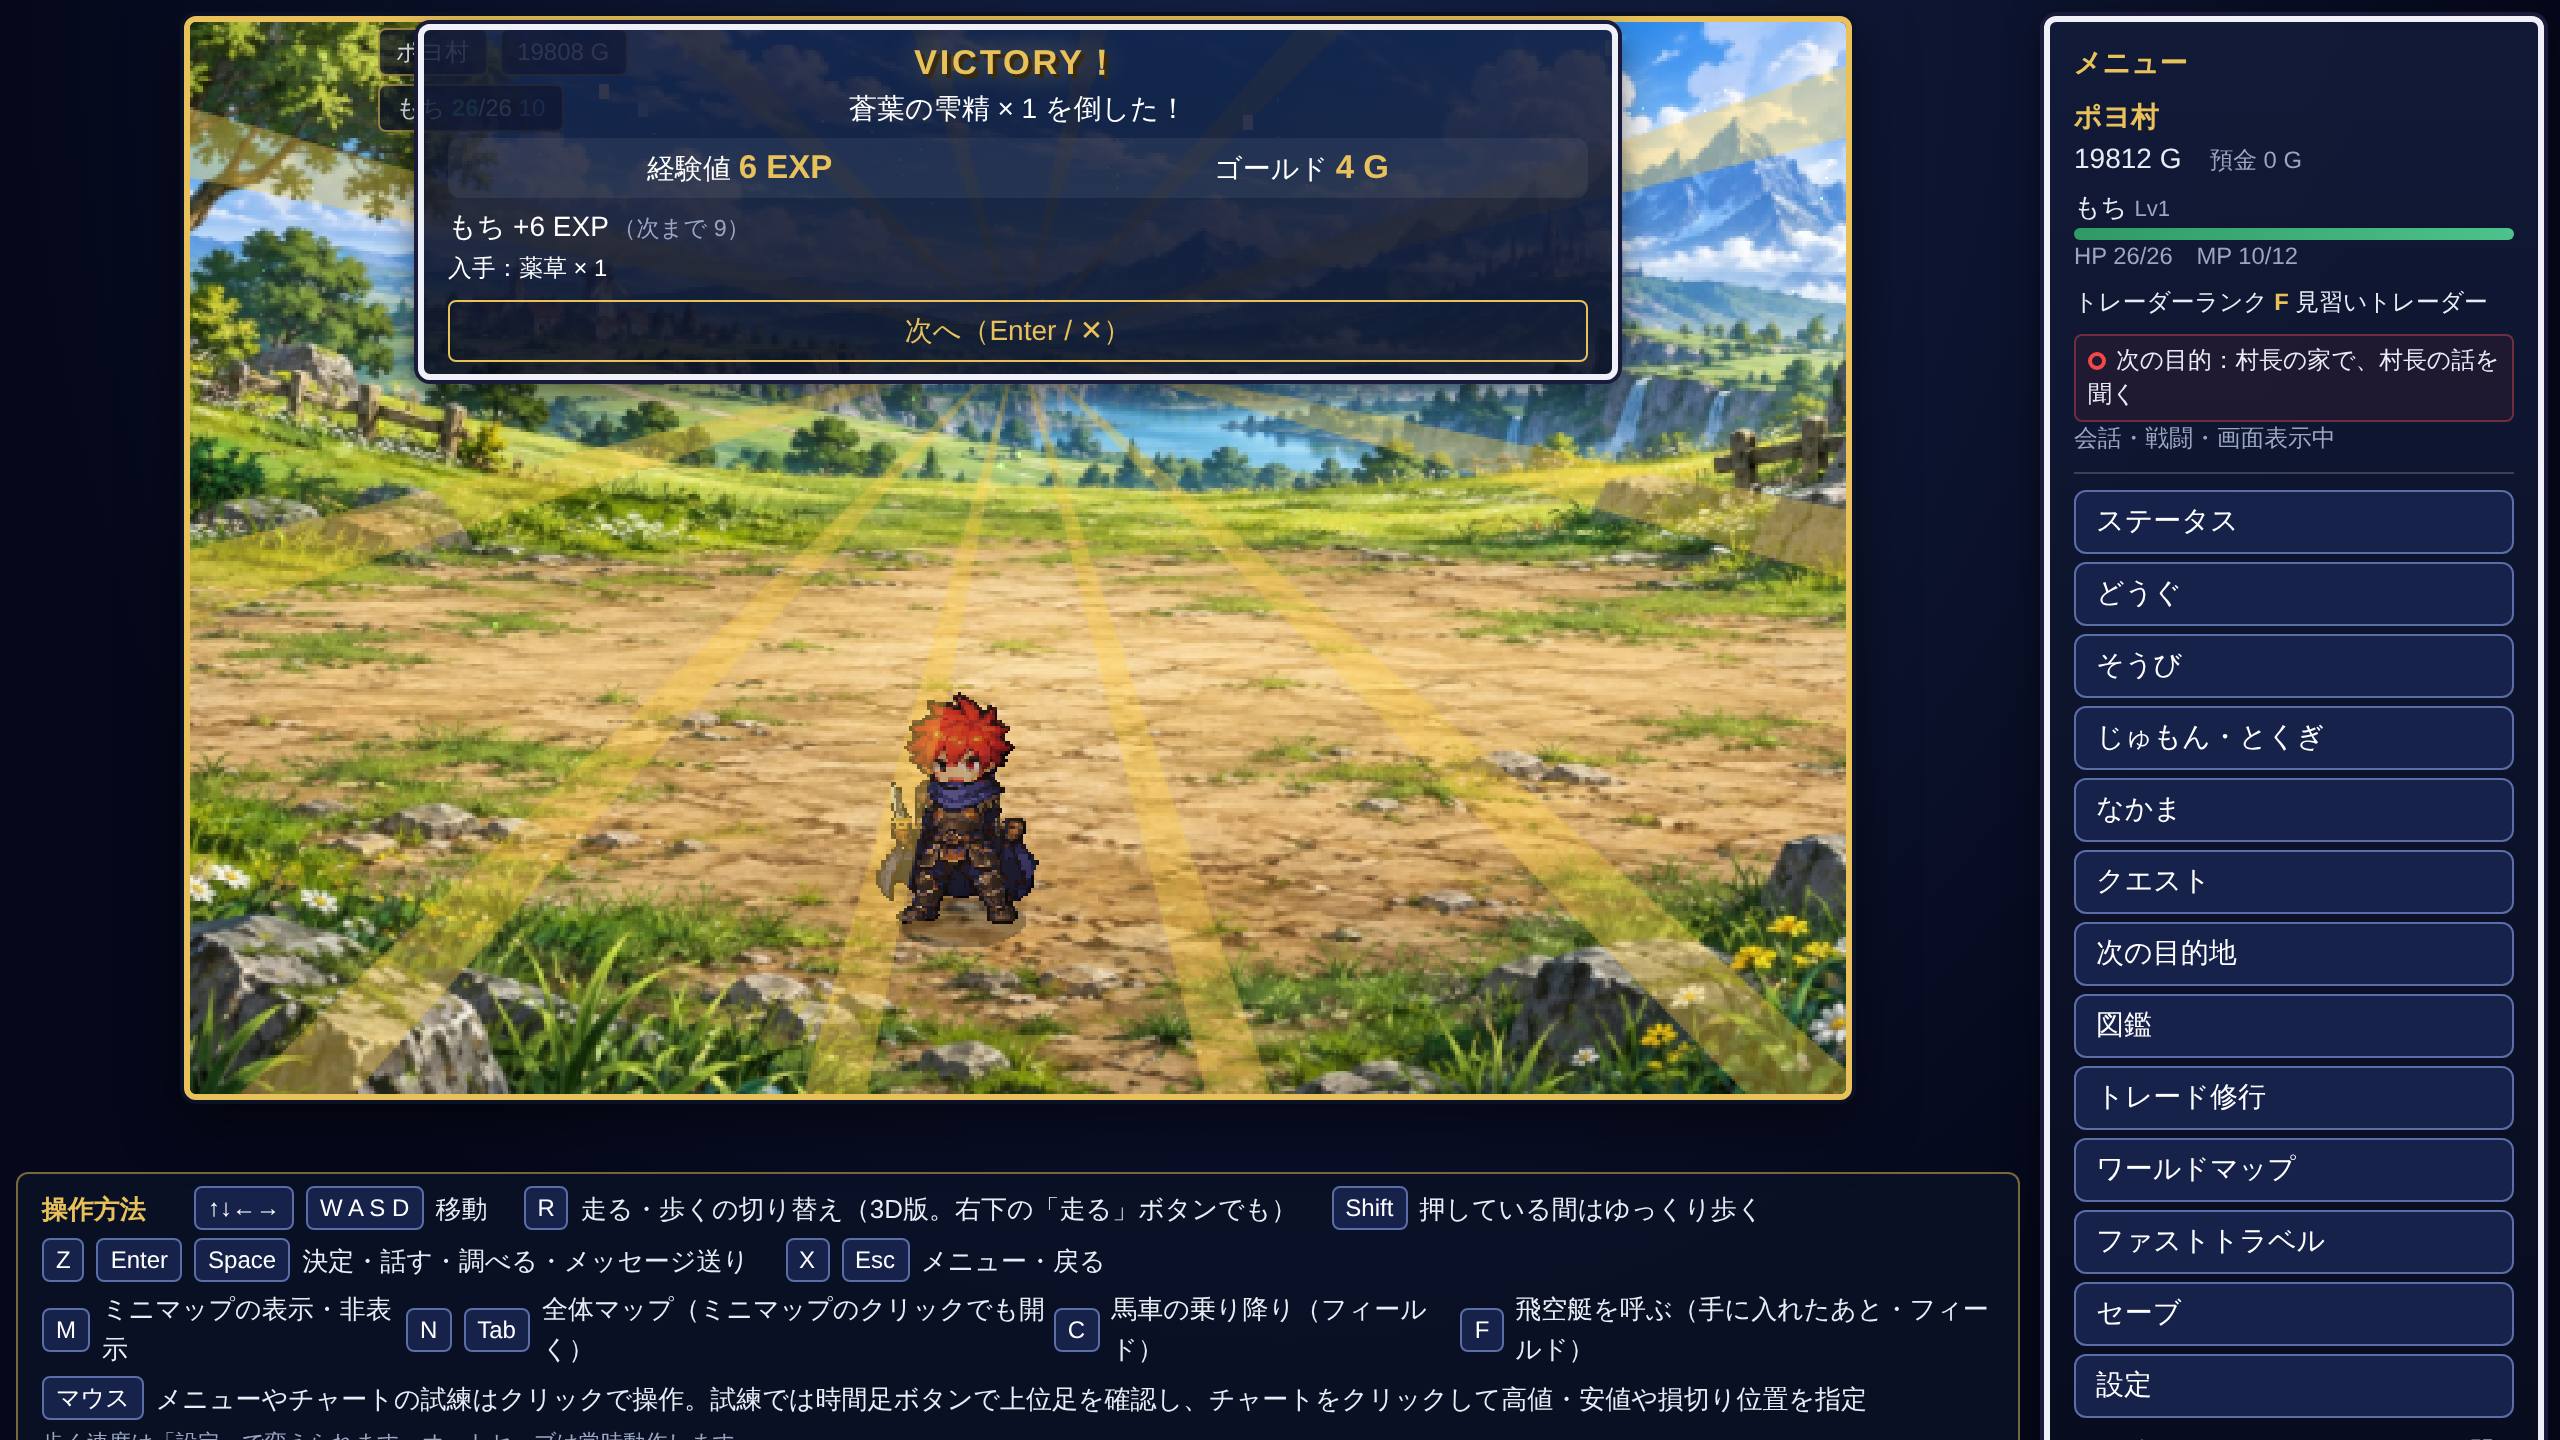 ポヨ村 19808 G
もち 26/26 10
VICTORY！
蒼葉の雫精 × 1 を倒した！
経験値 6 EXP ゴールド 4 G
もち +6 EXP （次まで 9）
入手：薬草 × 1
次へ（Enter / ✕）
メニュー
ポヨ村
19812 G 預金 0 G
もち Lv1
HP 26/26 MP 10/12
トレーダーランク F 見習いトレーダー
次の目的：村長の家で、村長の話を
聞く
会話・戦闘・画面表示中
ステータス
どうぐ
そうび
じゅもん・とくぎ
なかま
クエスト
次の目的地
図鑑
トレード修行
ワールドマップ
ファストトラベル
セーブ
設定
操作方法 ↑↓←→ W A S D 移動 R 走る・歩くの切り替え（3D版。右下の「走る」ボタンでも） Shift 押している間はゆっくり歩く
Z Enter Space 決定・話す・調べる・メッセージ送り X Esc メニュー・戻る
M ミニマップの表示・非表示 N Tab 全体マップ（ミニマップのクリックでも開く） C 馬車の乗り降り（フィールド） F 飛空艇を呼ぶ（手に入れたあと・フィールド）
マウス メニューやチャートの試練はクリックで操作。試練では時間足ボタンで上位足を確認し、チャートをクリックして高値・安値や損切り位置を指定